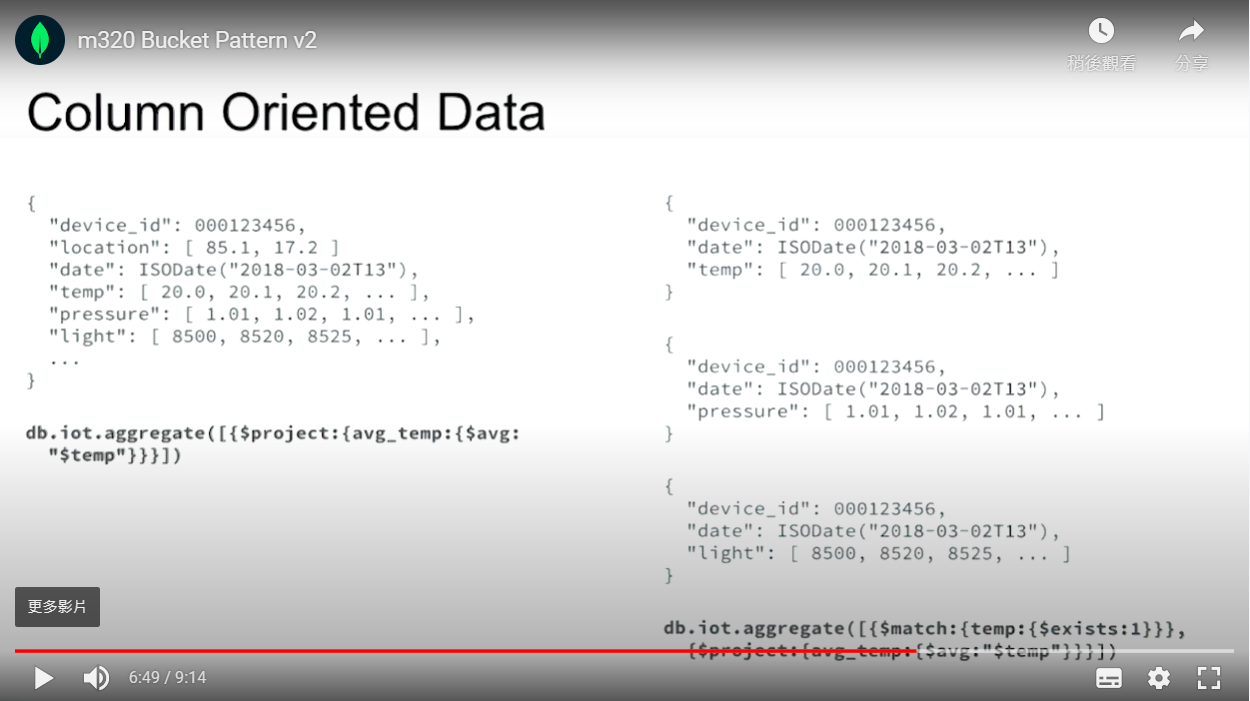 m320 Bucket Pattern v2
稍後觀看
分享
Column Oriented Data
{
"device_id": 000123456,
"location": [ 85.1, 17.2 ]
"date": ISODate("2018-03-02T13"),
"temp": [ 20.0, 20.1, 20.2, ... ],
"pressure": [ 1.01, 1.02, 1.01, ... ],
"light": [ 8500, 8520, 8525, ... ],
...
}
db.iot.aggregate([{$project:{avg_temp:{$avg:
"$temp"}}}])
{
"device_id": 000123456,
"date": ISODate("2018-03-02T13"),
"temp": [ 20.0, 20.1, 20.2, ... ]
}
{
"device_id": 000123456,
"date": ISODate("2018-03-02T13"),
"pressure": [ 1.01, 1.02, 1.01, ... ]
}
{
"device_id": 000123456,
"date": ISODate("2018-03-02T13"),
"light": [ 8500, 8520, 8525, ... ]
}
db.iot.aggregate([{$match:{temp:{$exists:1}}},
{$project:{avg_temp:{$avg:"$temp"}}}])
更多影片
6:49 / 9:14